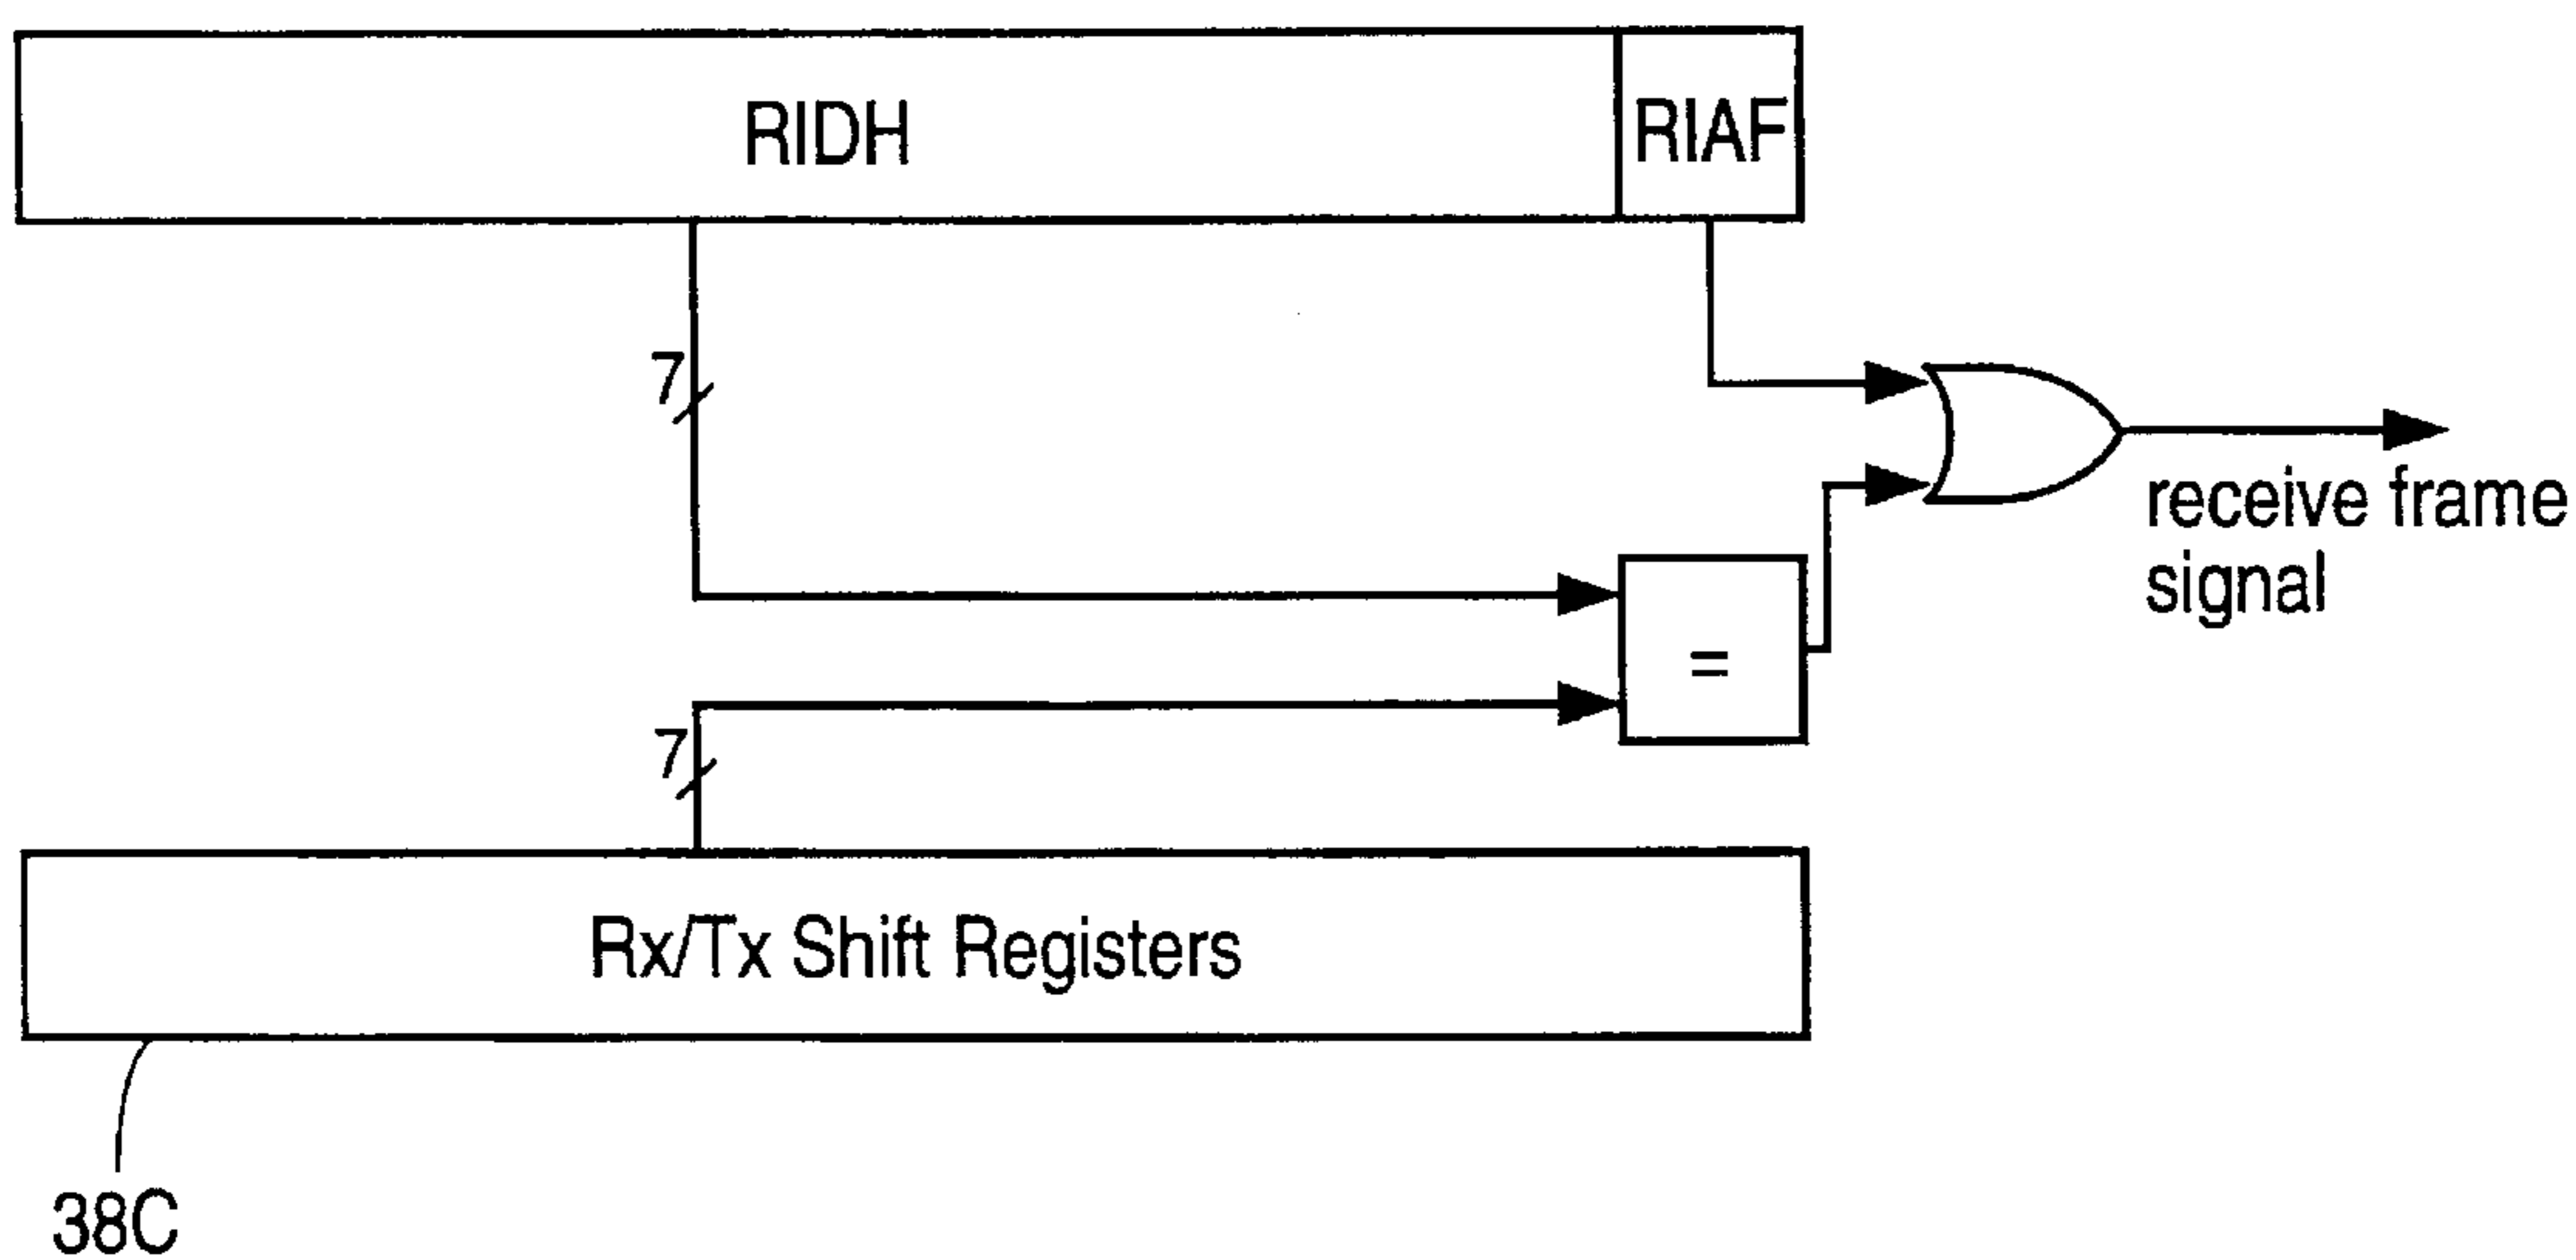 RIDH
RIAF
7
receive frame
signal
=
7
Rx/Tx Shift Registers
38C